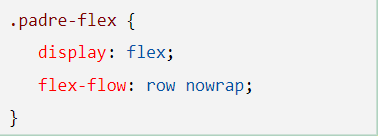 .padre-flex {
display: flex;
flex-flow: row nowrap;
}